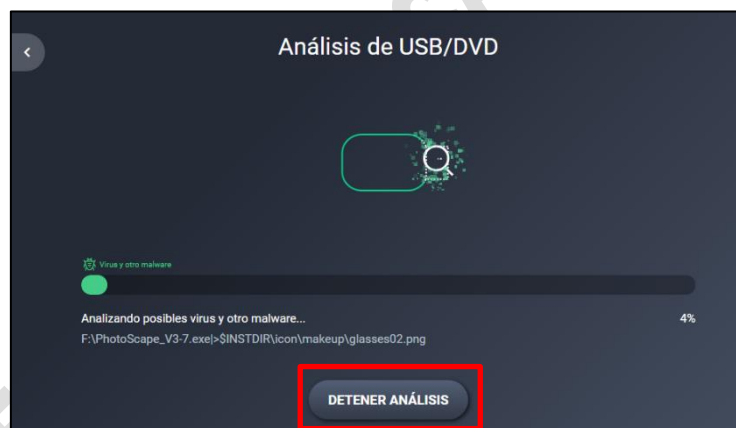 Análisis de USB/DVD
Virus y otro malware
Analizando posibles virus y otro malware... 4%
F:\PhotoScape_V3-7.exe|>$INSTDIR\icon\makeup\glasses02.png
DETENER ANÁLISIS